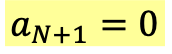 a_{N+1} = 0